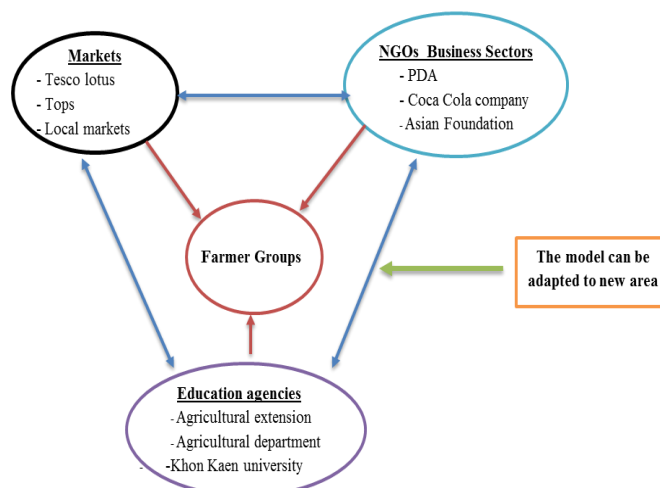 Markets
- Tesco lotus
- Tops
- Local markets
NGOs Business Sectors
- PDA
- Coca Cola company
- Asian Foundation
Farmer Groups
The model can be
adapted to new area
Education agencies
- Agricultural extension
- Agricultural department
- -Khon Kaen university